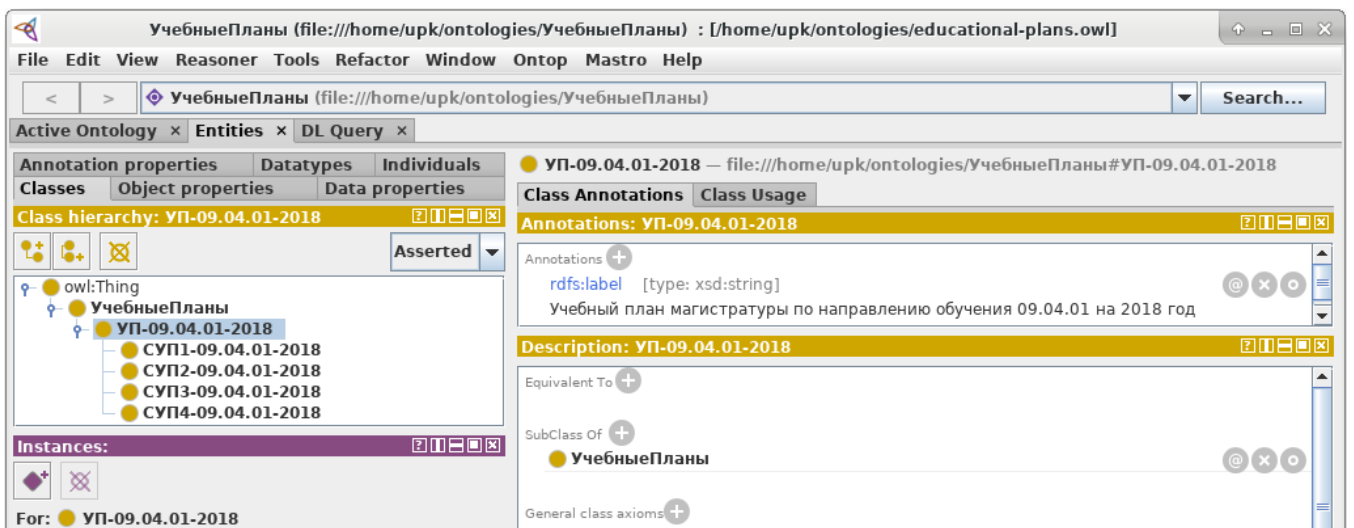 УчебныеПланы (file:///home/upk/ontologies/УчебныеПланы) : [/home/upk/ontologies/educational-plans.owl]
File Edit View Reasoner Tools Refactor Window Ontop Mastro Help
< > УчебныеПланы (file:///home/upk/ontologies/УчебныеПланы) Search...
Active Ontology × Entities × DL Query ×
Annotation properties Datatypes Individuals
Classes Object properties Data properties
Class hierarchy: УП-09.04.01-2018
Asserted
owl:Thing
УчебныеПланы
УП-09.04.01-2018
СУП1-09.04.01-2018
СУП2-09.04.01-2018
СУП3-09.04.01-2018
СУП4-09.04.01-2018
Instances:
For: УП-09.04.01-2018
УП-09.04.01-2018 — file:///home/upk/ontologies/УчебныеПланы#УП-09.04.01-2018
Class Annotations Class Usage
Annotations: УП-09.04.01-2018
Annotations
rdfs:label [type: xsd:string]
Учебный план магистратуры по направлению обучения 09.04.01 на 2018 год
Description: УП-09.04.01-2018
Equivalent To
SubClass Of
УчебныеПланы
General class axioms